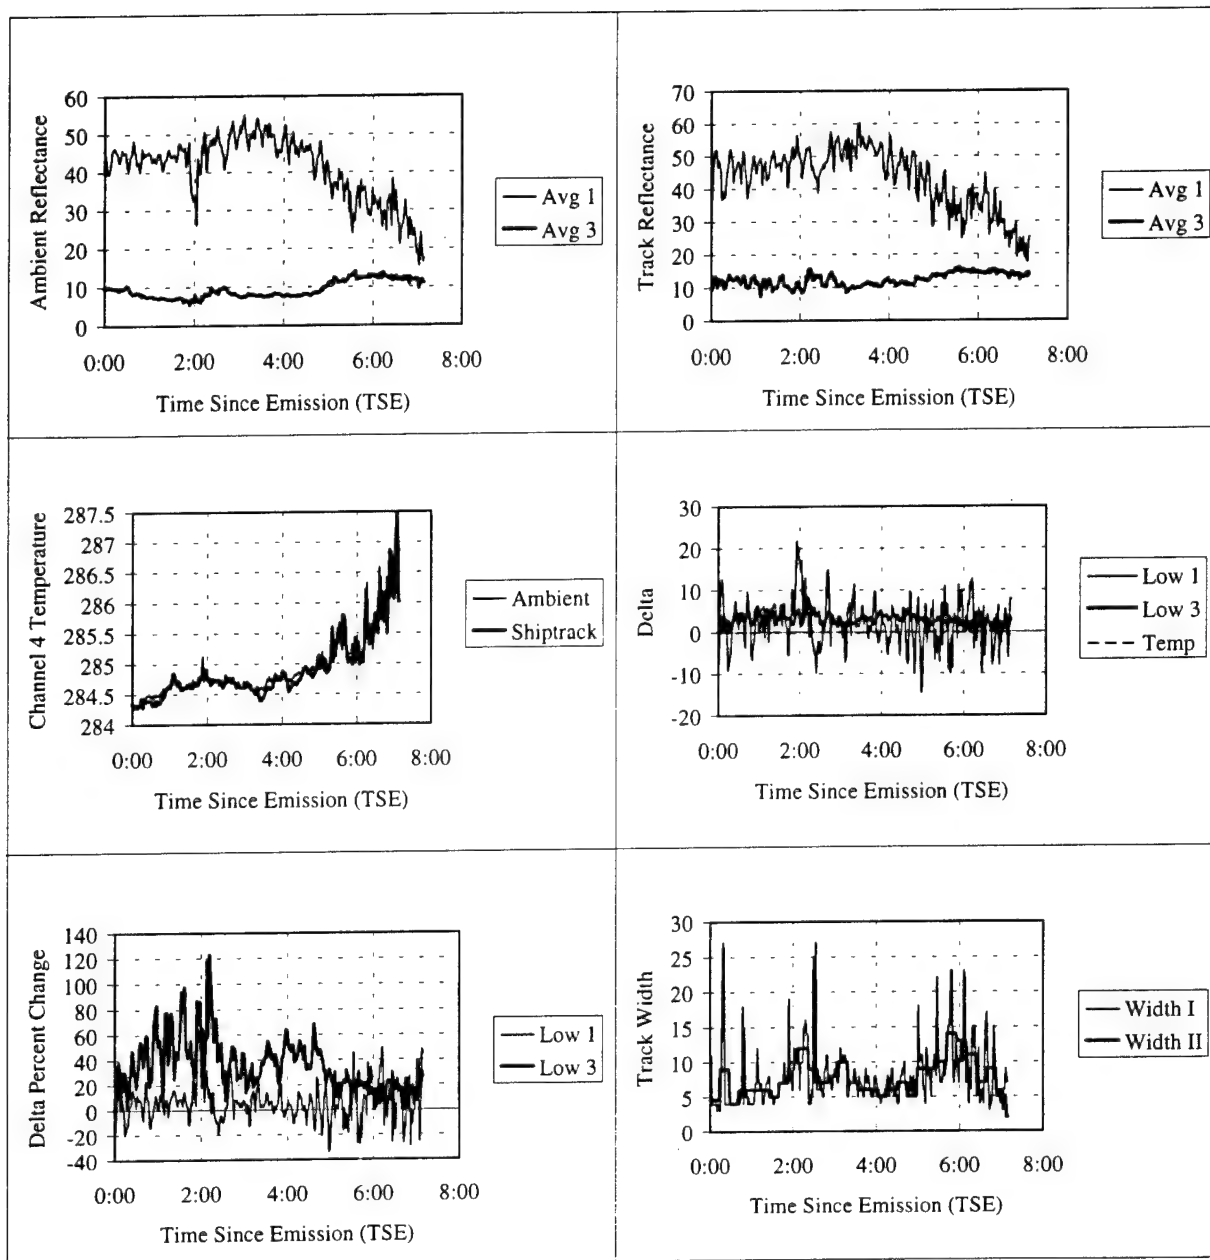 60
50
40
30
20
10
0
Ambient Reflectance
0:00 2:00 4:00 6:00 8:00
Time Since Emission (TSE)
Avg 1
Avg 3
70
60
50
40
30
20
10
0
Track Reflectance
0:00 2:00 4:00 6:00 8:00
Time Since Emission (TSE)
Avg 1
Avg 3
287.5
287
286.5
286
285.5
285
284.5
284
Channel 4 Temperature
0:00 2:00 4:00 6:00 8:00
Time Since Emission (TSE)
Ambient
Shiptrack
30
20
10
0
-10
-20
Delta
0:00 2:00 4:00 6:00 8:00
Time Since Emission (TSE)
Low 1
Low 3
Temp
140
120
100
80
60
40
20
0
-20
-40
Delta Percent Change
0:00 2:00 4:00 6:00 8:00
Time Since Emission (TSE)
Low 1
Low 3
30
25
20
15
10
5
0
Track Width
0:00 2:00 4:00 6:00 8:00
Time Since Emission (TSE)
Width I
Width II